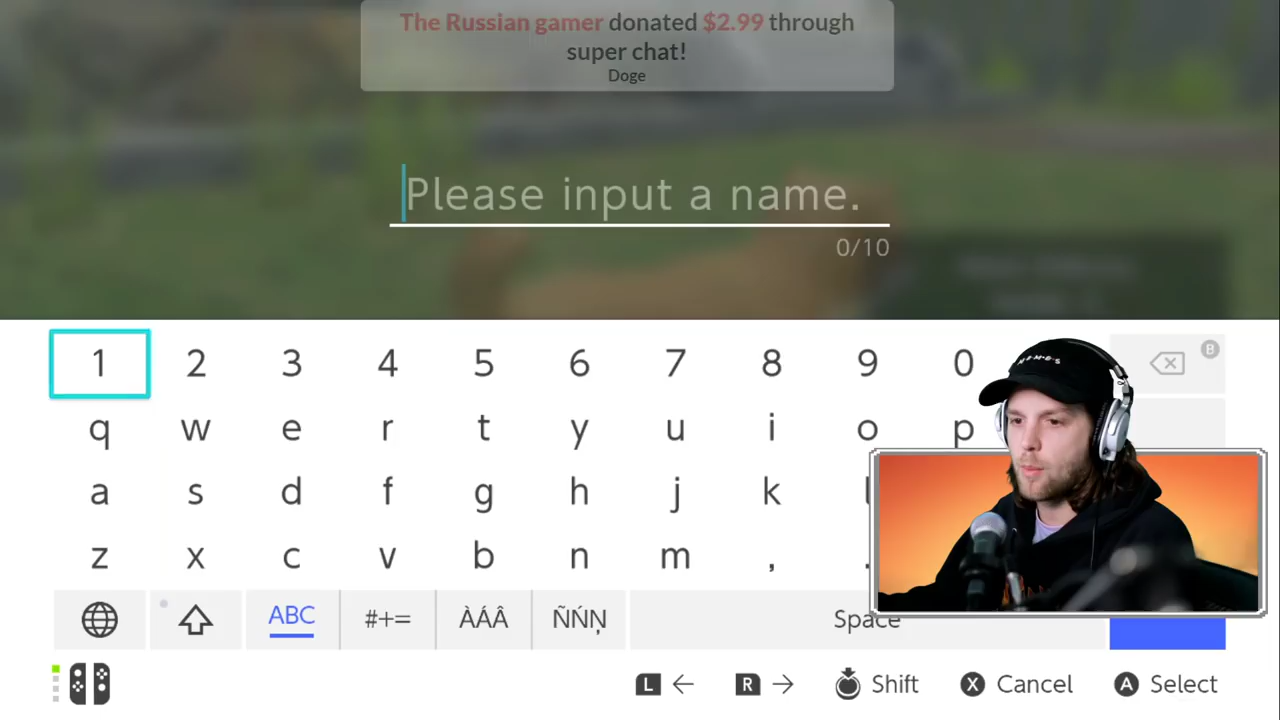 The Russian gamer donated $2.99 through
super chat!
Doge
Please input a name.
0/10
1 2 3 4 5 6 7 8 9 0
B
q w e r t y u i o p
a s d f g h j k
z x c v b n m ,
ABC #+= ÀÁÂ ÑŃŅ Space
L ← R → Shift X Cancel A Select